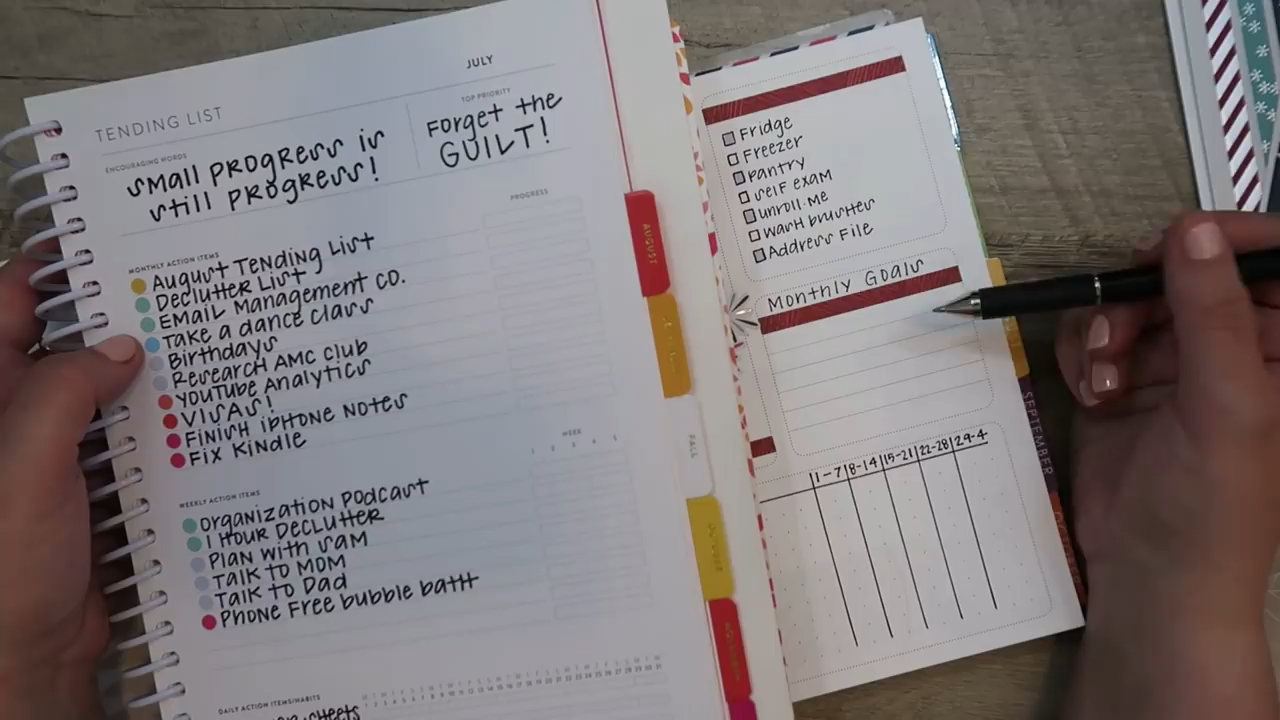 JULY
TENDING LIST
ENCOURAGING WORDS
small progress is
still progress!
TOP PRIORITY
Forget the
GUILT!
PROGRESS
MONTHLY ACTION ITEMS
August Tending List
Declutter List
Email Management CO.
Take a dance class
Birthdays
Research AMC club
YouTube Analytics
VISAS!
Finish iPhone Notes
Fix Kindle
WEEK
1 2 3 4 5
WEEKLY ACTION ITEMS
Organization Podcast
1 Hour Declutter
Plan with Sam
Talk to Mom
Talk to Dad
Phone Free bubble bath
DAILY ACTION ITEMS/HABITS
AUGUST
FALL
OCTOBER
Fridge
Freezer
Pantry
Self exam
Unroll.me
Wash brushes
Address File
Monthly Goals
1-7 8-14 15-21 22-28 29-4
SEPTEMBER